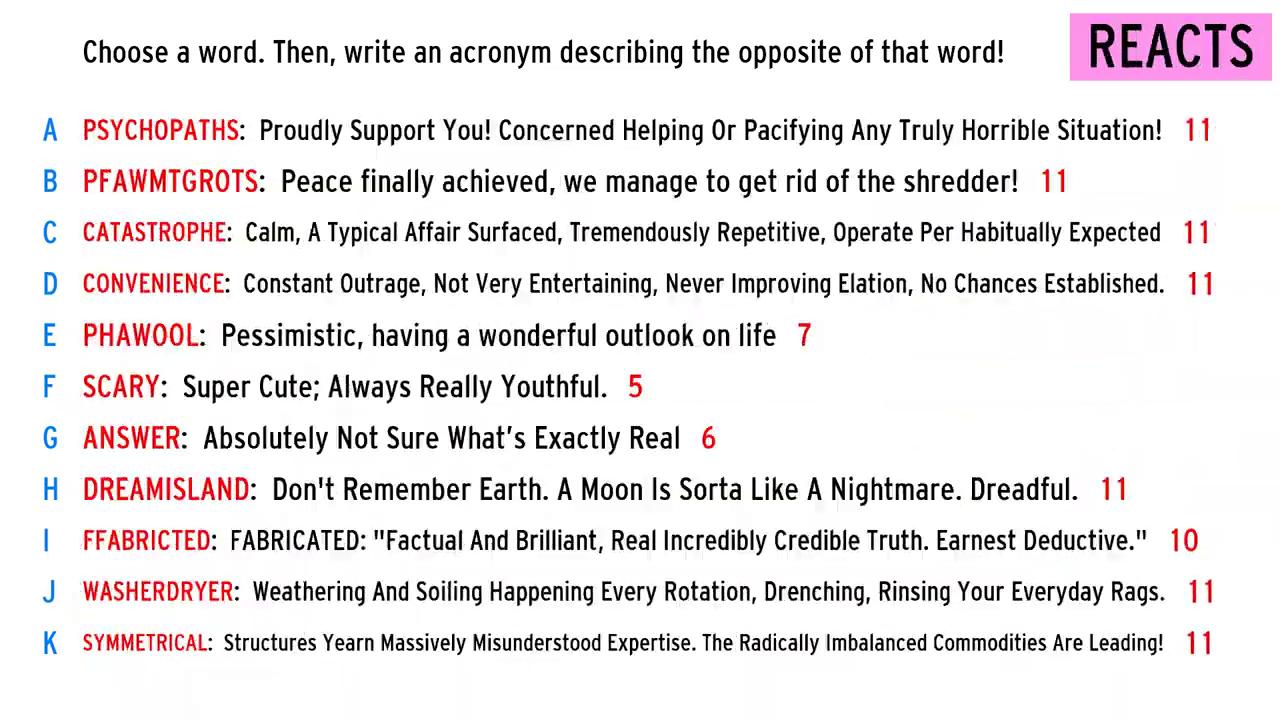 Choose a word. Then, write an acronym describing the opposite of that word!
REACTS
A PSYCHOPATHS: Proudly Support You! Concerned Helping Or Pacifying Any Truly Horrible Situation! 11
B PFAWMTGROTS: Peace finally achieved, we manage to get rid of the shredder! 11
C CATASTROPHE: Calm, A Typical Affair Surfaced, Tremendously Repetitive, Operate Per Habitually Expected 11
D CONVENIENCE: Constant Outrage, Not Very Entertaining, Never Improving Elation, No Chances Established. 11
E PHAWOOL: Pessimistic, having a wonderful outlook on life 7
F SCARY: Super Cute; Always Really Youthful. 5
G ANSWER: Absolutely Not Sure What's Exactly Real 6
H DREAMISLAND: Don't Remember Earth. A Moon Is Sorta Like A Nightmare. Dreadful. 11
I FFABRICTED: FABRICATED: "Factual And Brilliant, Real Incredibly Credible Truth. Earnest Deductive." 10
J WASHERDRYER: Weathering And Soiling Happening Every Rotation, Drenching, Rinsing Your Everyday Rags. 11
K SYMMETRICAL: Structures Yearn Massively Misunderstood Expertise. The Radically Imbalanced Commodities Are Leading! 11